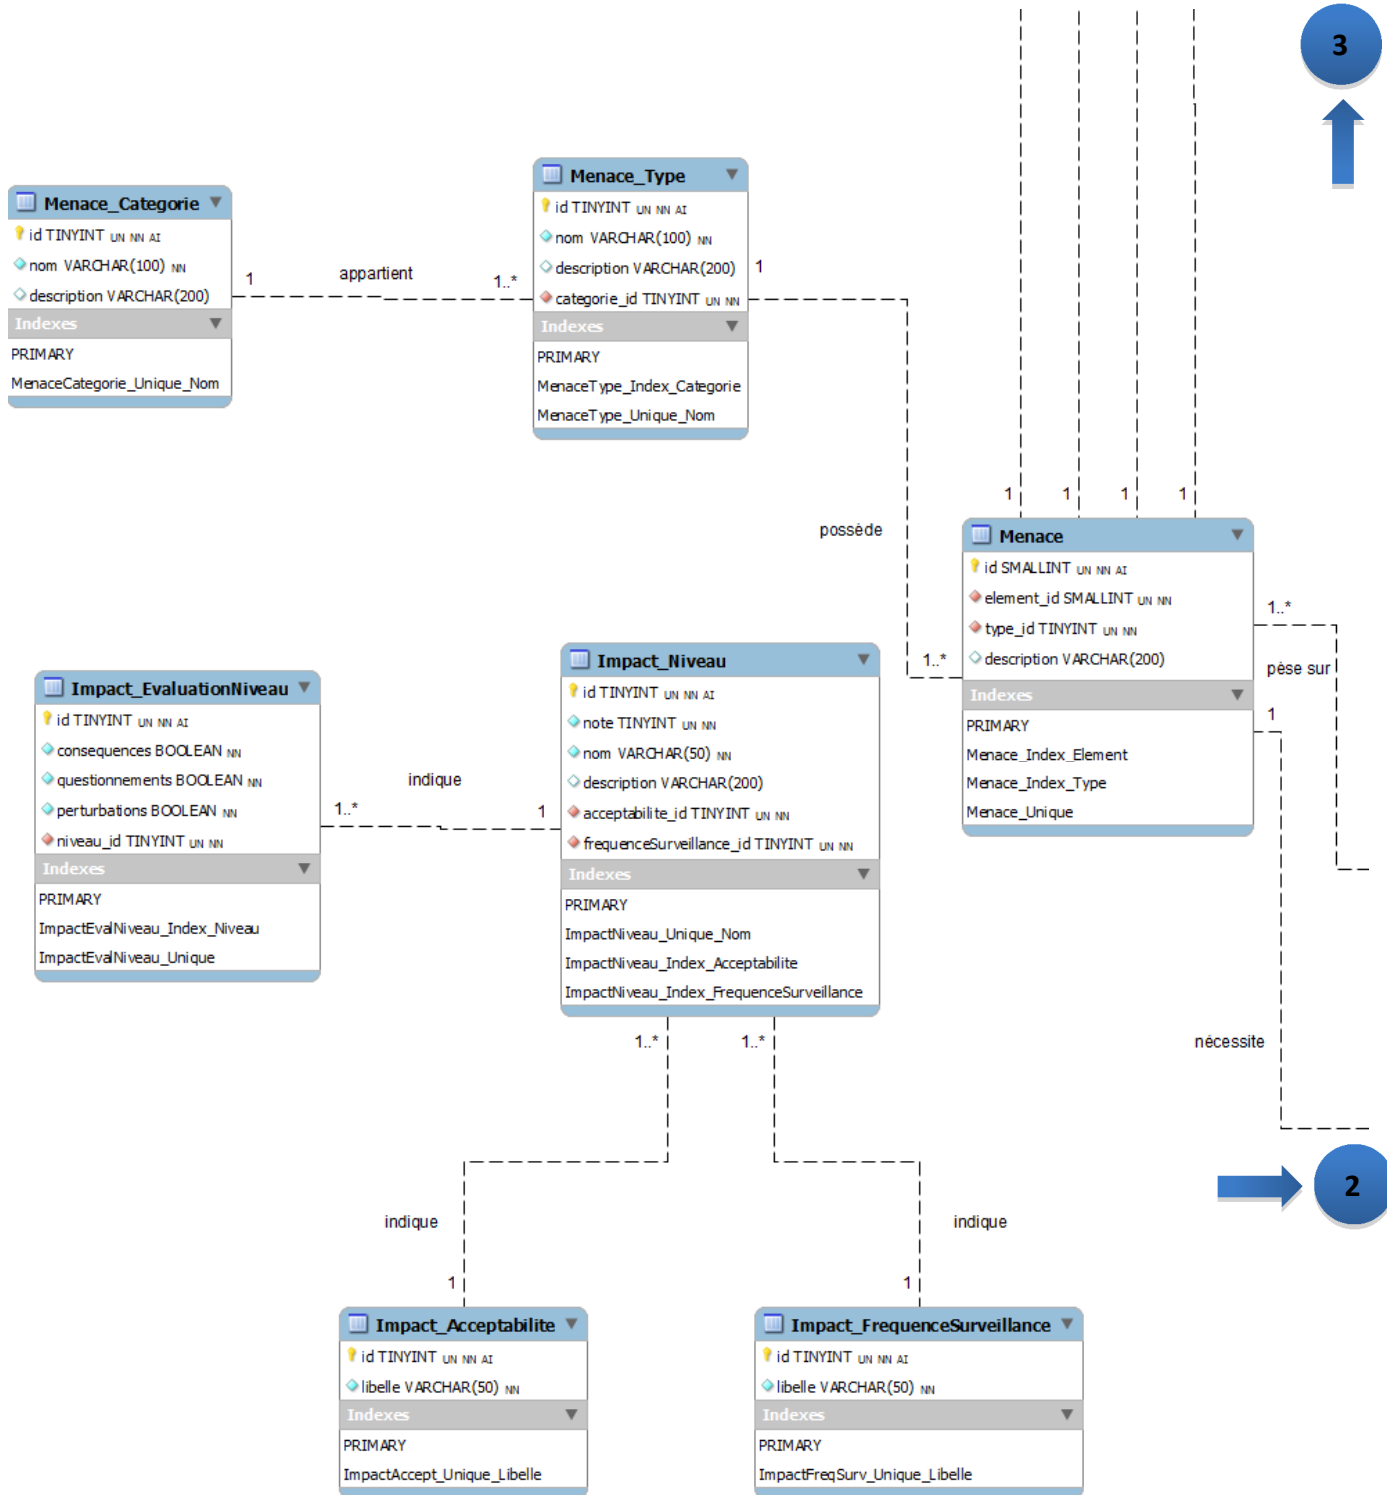 3
Menace_Categorie
id TINYINT UN NN AI
nom VARCHAR(100) NN
description VARCHAR(200)
Indexes
PRIMARY
MenaceCategorie_Unique_Nom
1
appartient
1..*
Menace_Type
id TINYINT UN NN AI
nom VARCHAR(100) NN
description VARCHAR(200)
categorie_id TINYINT UN NN
Indexes
PRIMARY
MenaceType_Index_Categorie
MenaceType_Unique_Nom
1
possède
1..*
1
1
1
1
Menace
id SMALLINT UN NN AI
element_id SMALLINT UN NN
type_id TINYINT UN NN
description VARCHAR(200)
Indexes
PRIMARY
Menace_Index_Element
Menace_Index_Type
Menace_Unique
1..*
pèse sur
1
nécessite
2
Impact_EvaluationNiveau
id TINYINT UN NN AI
consequences BOOLEAN NN
questionnements BOOLEAN NN
perturbations BOOLEAN NN
niveau_id TINYINT UN NN
Indexes
PRIMARY
ImpactEvalNiveau_Index_Niveau
ImpactEvalNiveau_Unique
1..*
indique
1
Impact_Niveau
id TINYINT UN NN AI
note TINYINT UN NN
nom VARCHAR(50) NN
description VARCHAR(200)
acceptabilite_id TINYINT UN NN
frequenceSurveillance_id TINYINT UN NN
Indexes
PRIMARY
ImpactNiveau_Unique_Nom
ImpactNiveau_Index_Acceptabilite
ImpactNiveau_Index_FrequenceSurveillance
1..*
1..*
indique
indique
1
1
Impact_Acceptabilite
id TINYINT UN NN AI
libelle VARCHAR(50) NN
Indexes
PRIMARY
ImpactAccept_Unique_Libelle
Impact_FrequenceSurveillance
id TINYINT UN NN AI
libelle VARCHAR(50) NN
Indexes
PRIMARY
ImpactFreqSurv_Unique_Libelle